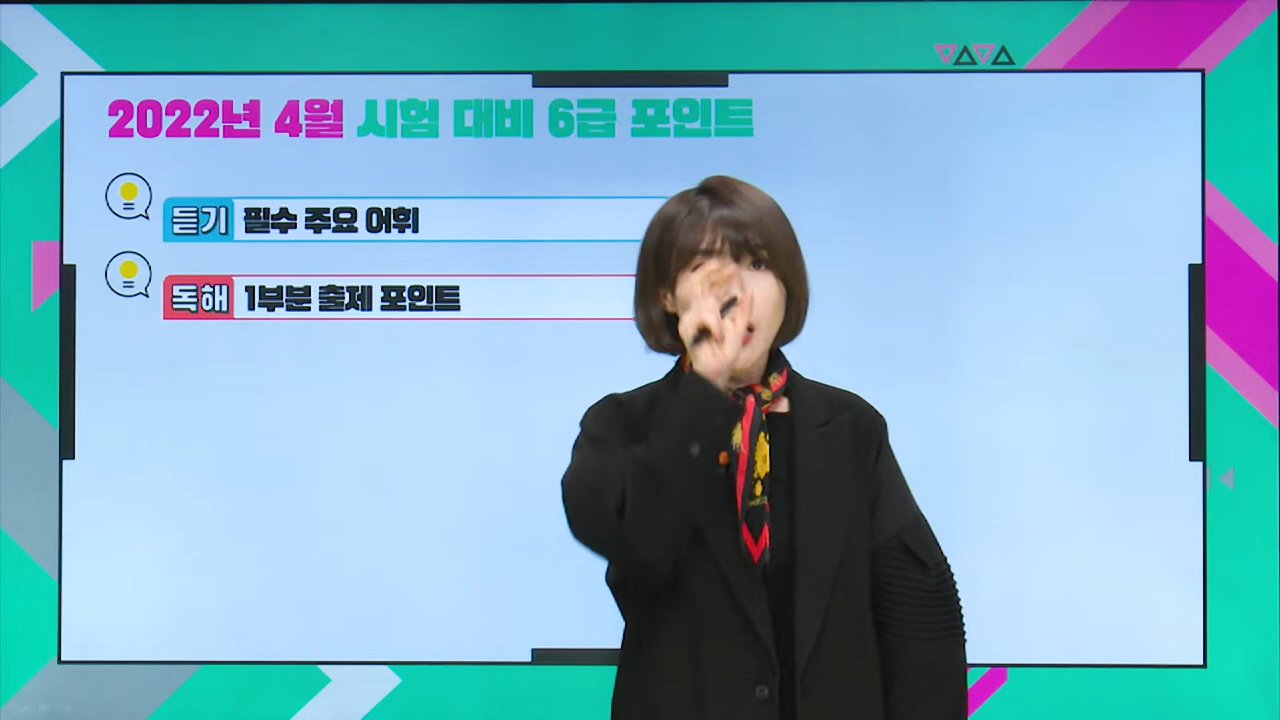 2022년 4월 시험 대비 6급 포인트
듣기 필수 주요 어휘
독해 1부분 출제 포인트